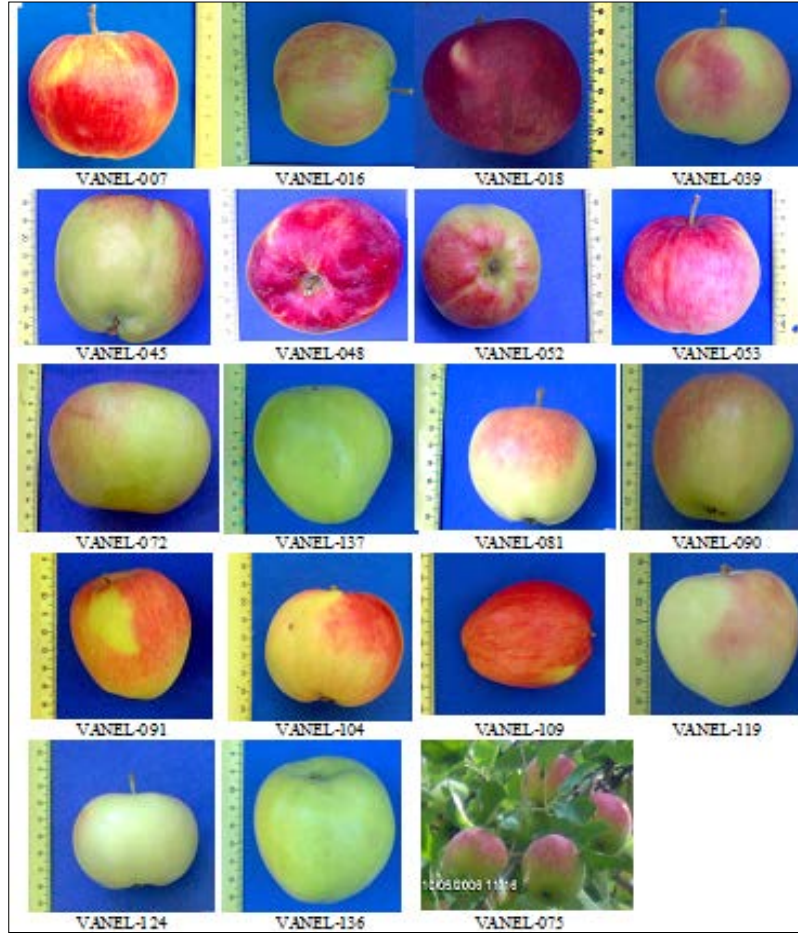 VANEL-007 VANEL-016 VANEL-018 VANEL-039
VANEL-045 VANEL-048 VANEL-052 VANEL-053
VANEL-072 VANEL-137 VANEL-081 VANEL-090
VANEL-091 VANEL-104 VANEL-109 VANEL-119
VANEL-124 VANEL-136 VANEL-075